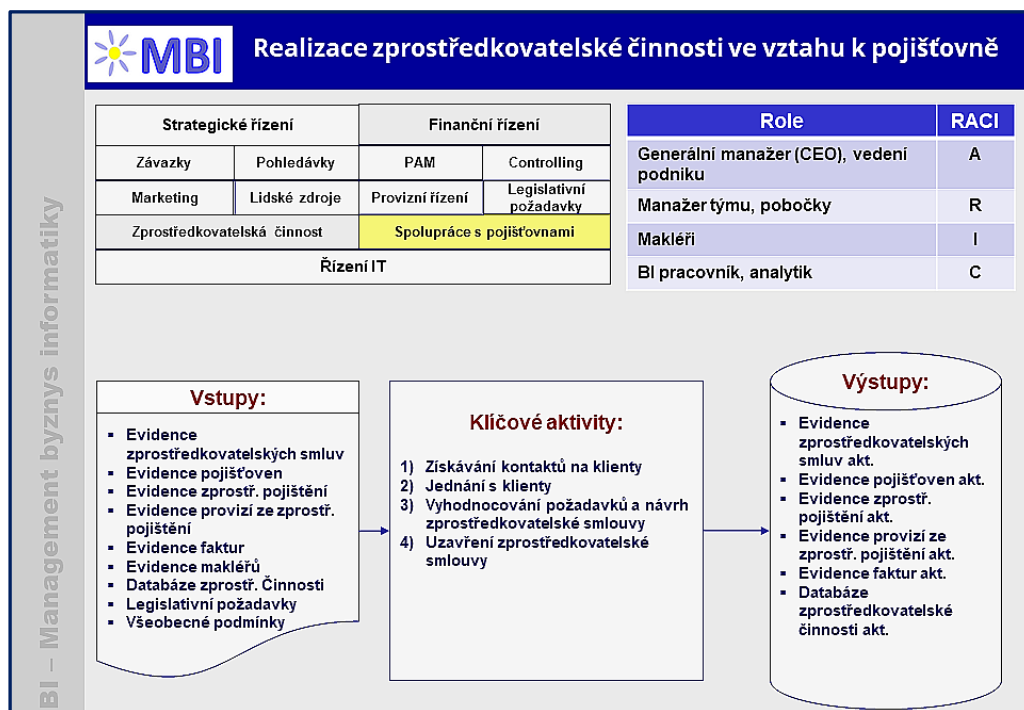 MBI
Realizace zprostředkovatelské činnosti ve vztahu k pojišťovně
BI – Management byznys informatiky
Strategické řízení
Finanční řízení
Závazky
Pohledávky
PAM
Controlling
Marketing
Lidské zdroje
Provizní řízení
Legislativní
požadavky
Zprostředkovatelská činnost
Spolupráce s pojišťovnami
Řízení IT
Role
RACI
Generální manažer (CEO), vedení
podniku
A
Manažer týmu, pobočky
R
Makléři
I
BI pracovník, analytik
C
Vstupy:
▪ Evidence
zprostředkovatelských smluv
▪ Evidence pojišťoven
▪ Evidence zprostř. pojištění
▪ Evidence provizí ze zprostř.
pojištění
▪ Evidence faktur
▪ Evidence makléřů
▪ Databáze zprostř. Činnosti
▪ Legislativní požadavky
▪ Všeobecné podmínky
Klíčové aktivity:
1) Získávání kontaktů na klienty
2) Jednání s klienty
3) Vyhodnocování požadavků a návrh
zprostředkovatelské smlouvy
4) Uzavření zprostředkovatelské
smlouvy
Výstupy:
▪ Evidence
zprostředkovatelských
smluv akt.
▪ Evidence pojišťoven akt.
▪ Evidence zprostř.
pojištění akt.
▪ Evidence provizí ze
zprostř. pojištění akt.
▪ Evidence faktur akt.
▪ Databáze
zprostředkovatelské
činnosti akt.